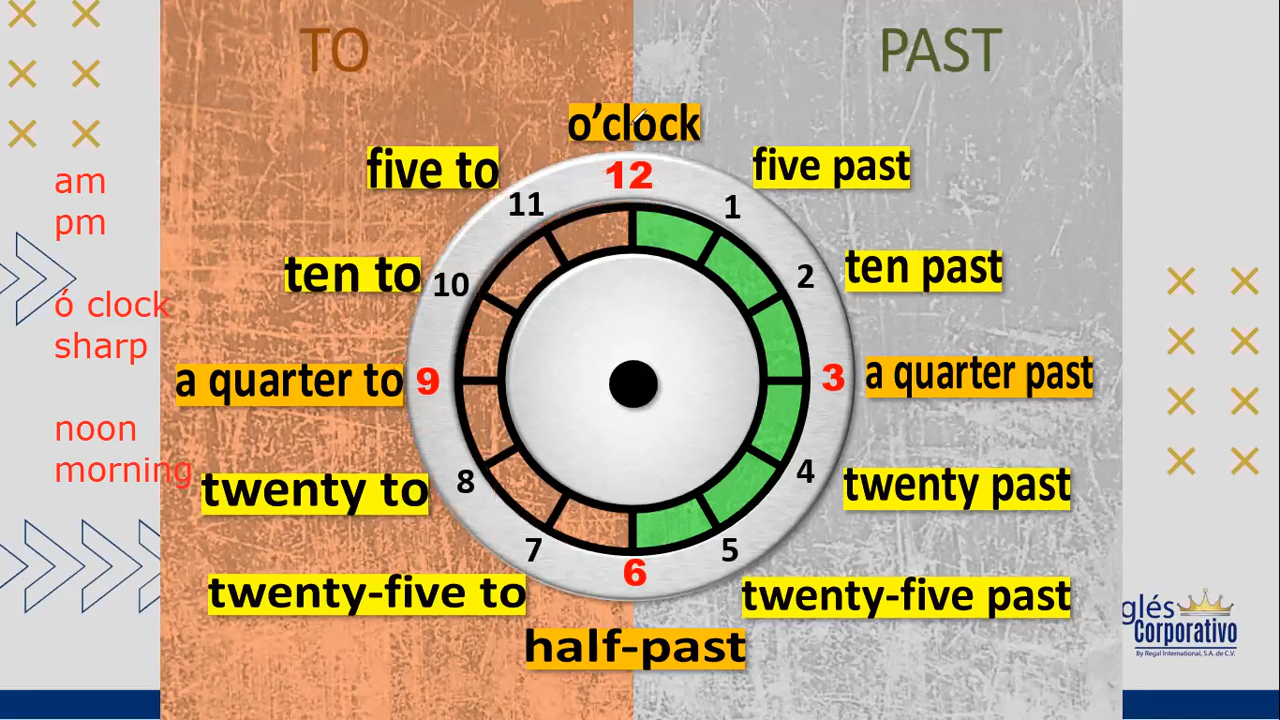 TO
PAST
o'clock
five to
12
five past
11
1
am
pm
ten to
10
2
ten past
ó clock
sharp
a quarter to
9
3
a quarter past
noon
morning
twenty to
8
4
twenty past
7
5
6
twenty-five to
twenty-five past
half-past
glés
Corporativo
By Regal International, S.A. de C.V.